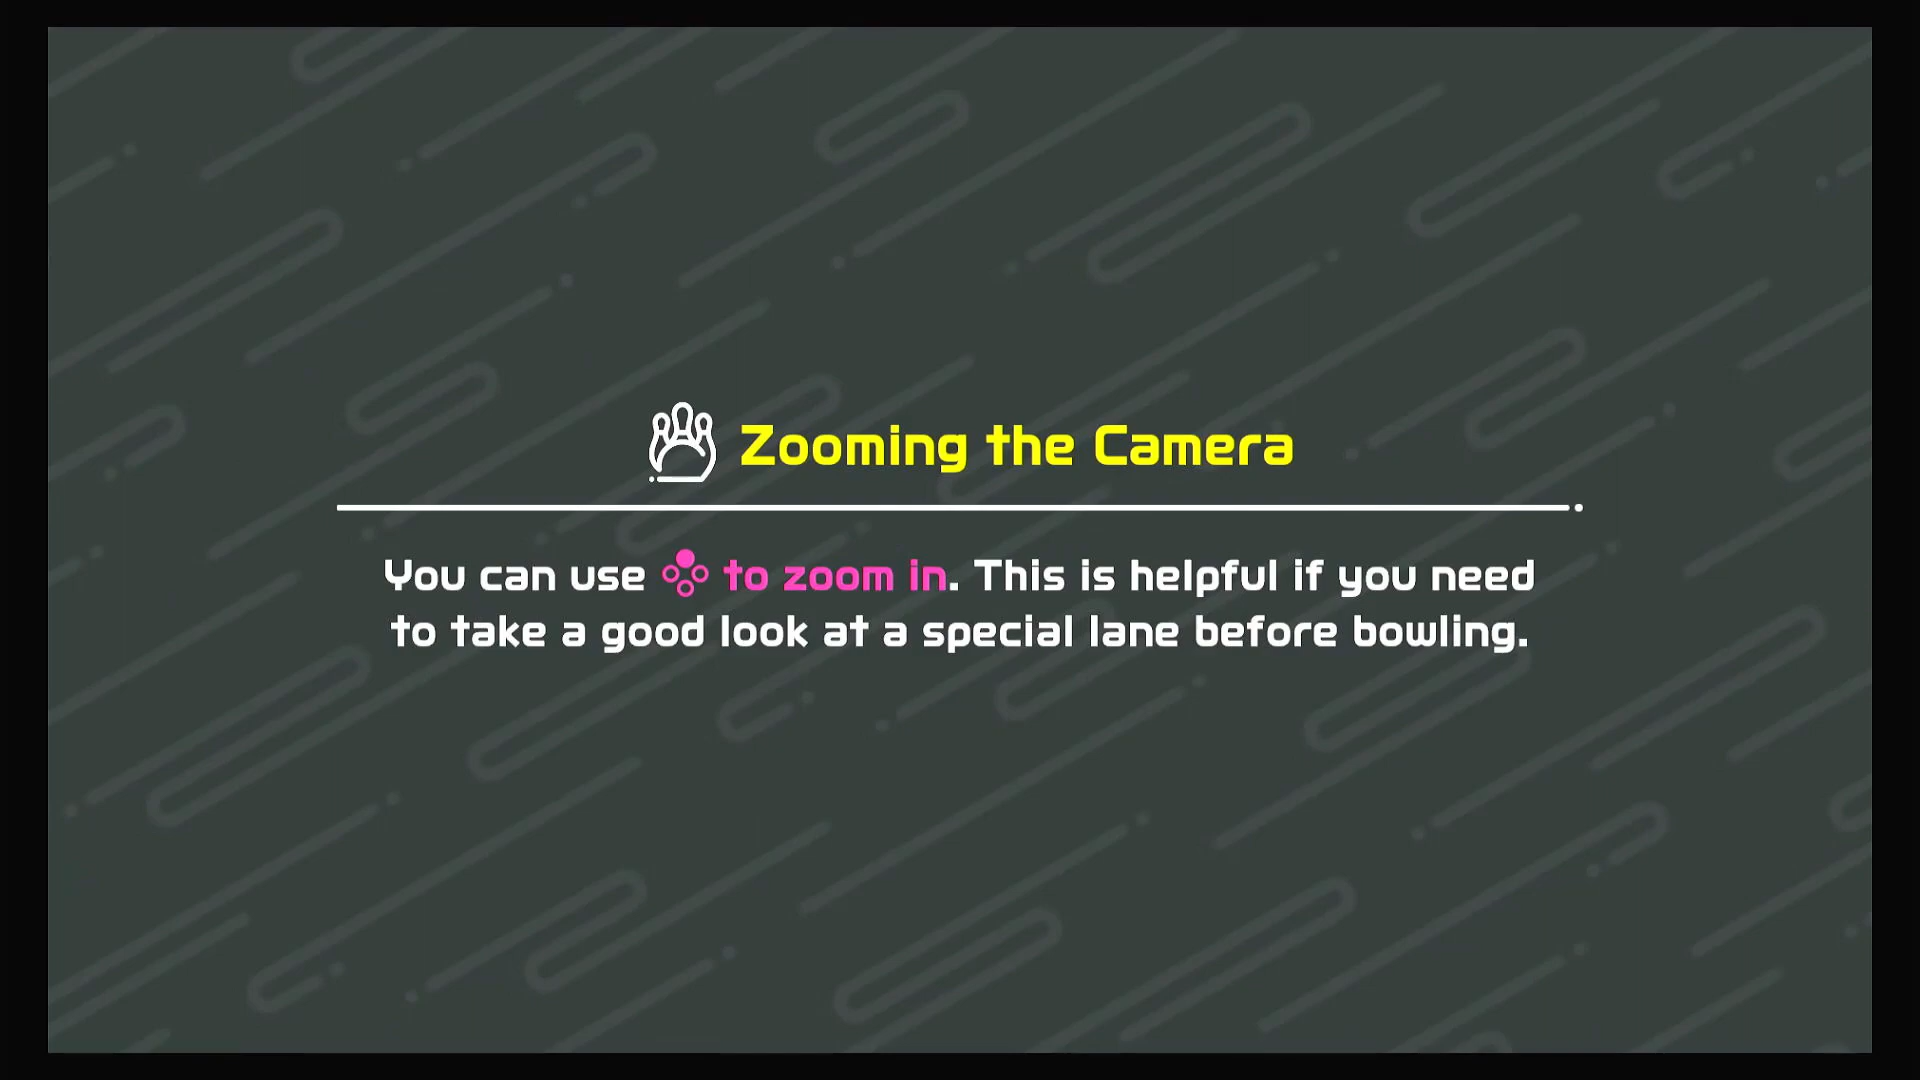 Zooming the Camera
You can use to zoom in. This is helpful if you need
to take a good look at a special lane before bowling.